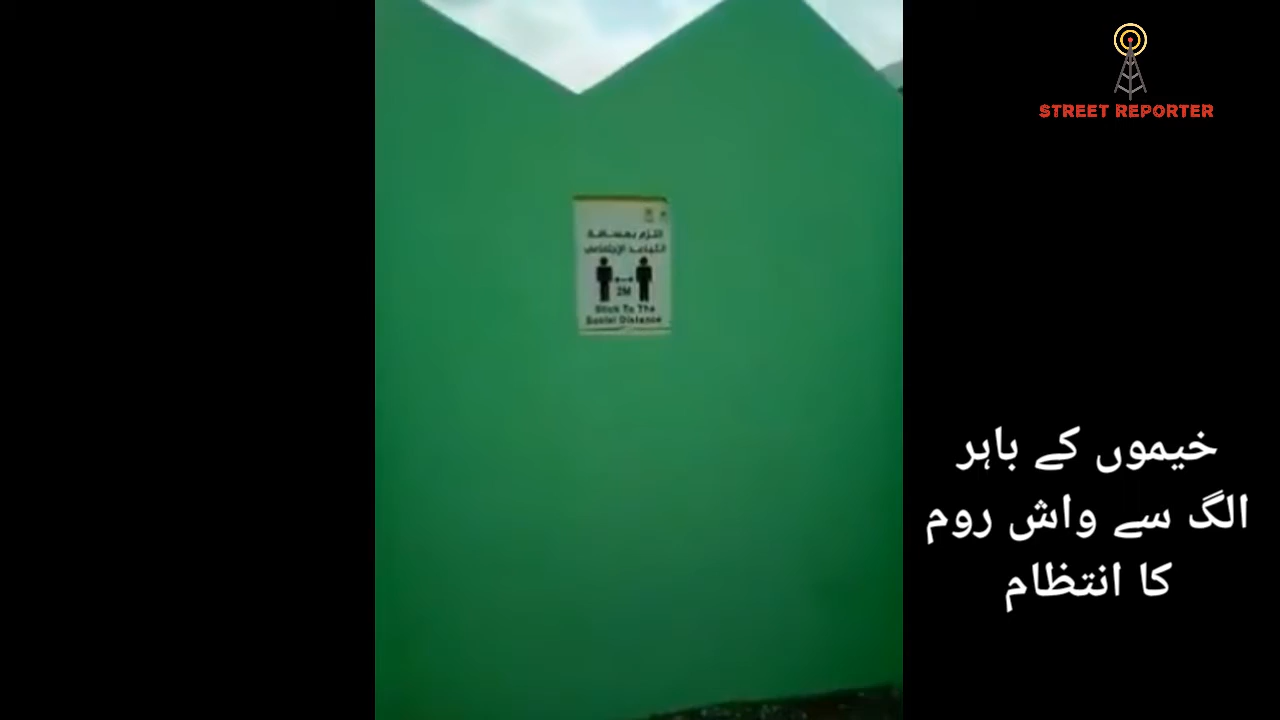 STREET REPORTER
التزم بمسافة
التباعد الإجتماعي
2M
Stick To The
Social Distance
خیموں کے باہر
الگ سے واش روم
کا انتظام